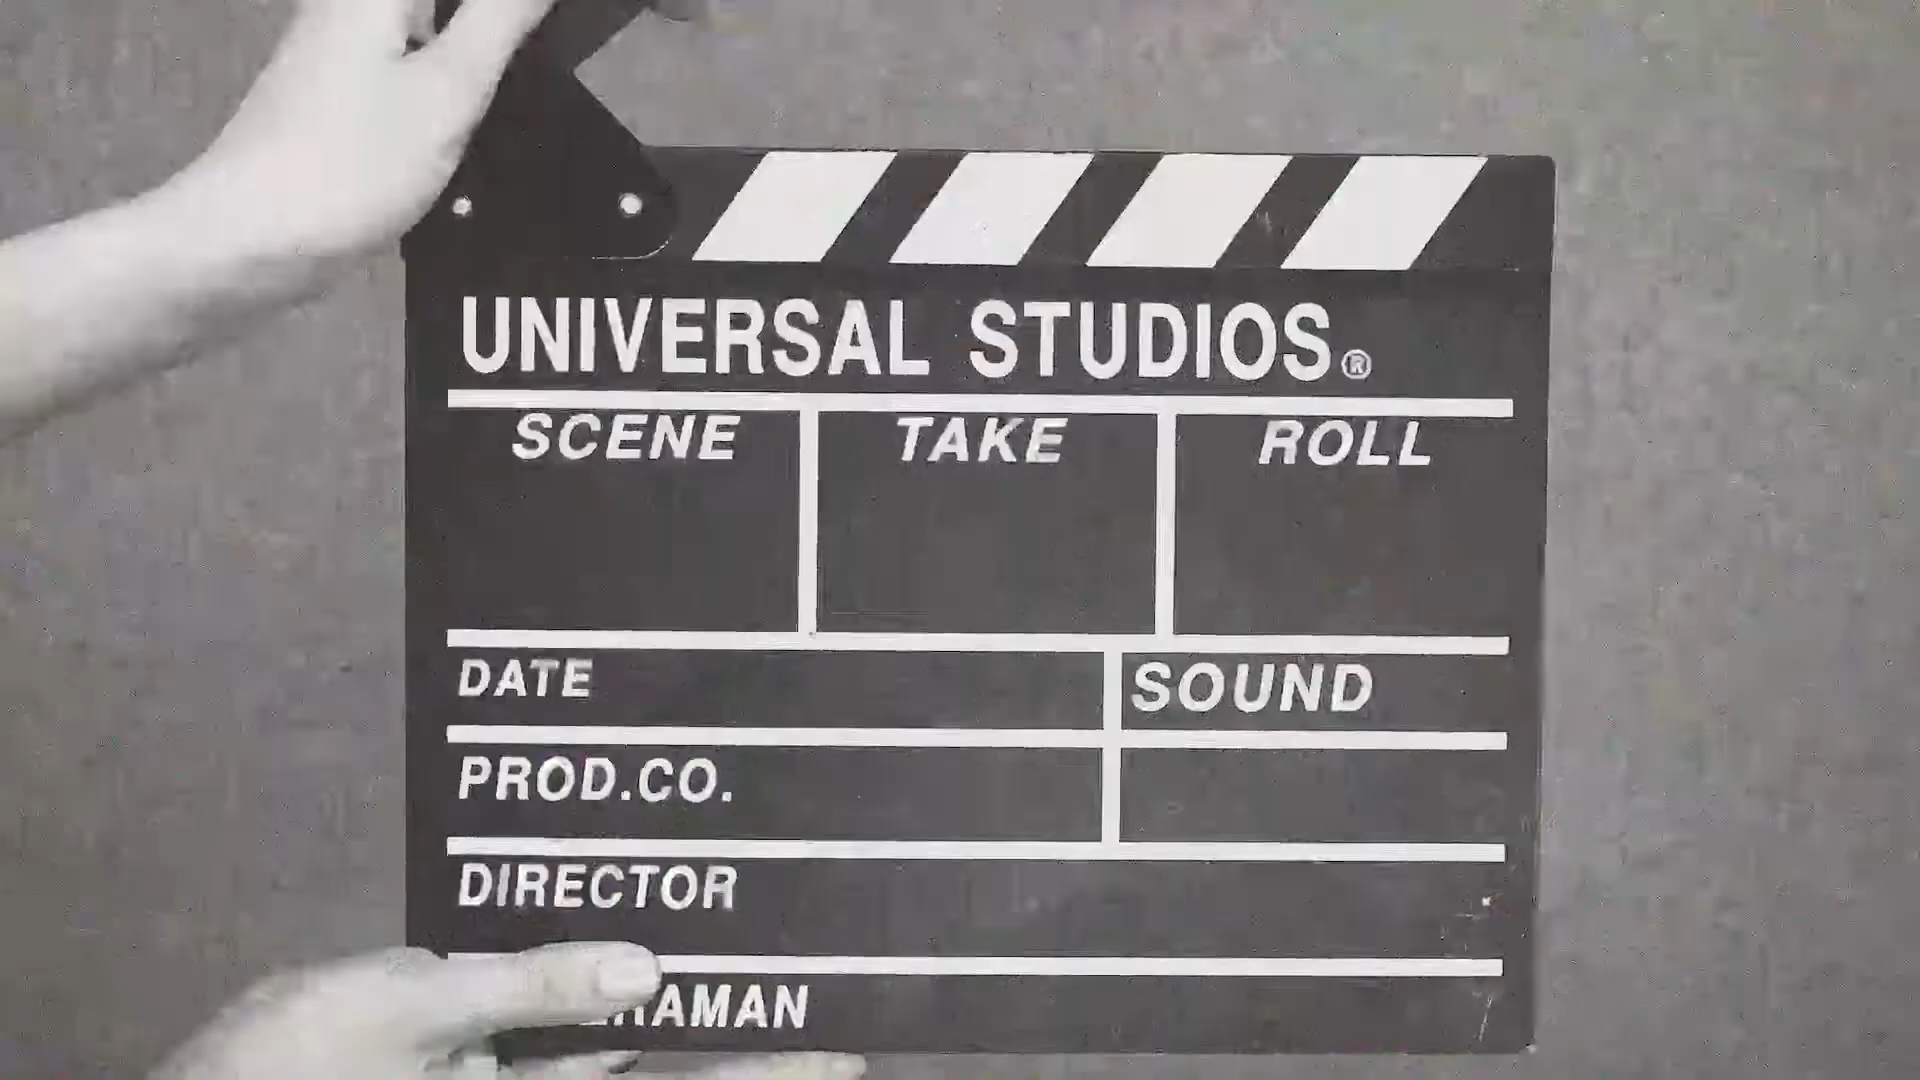 UNIVERSAL STUDIOS®
SCENE TAKE ROLL
DATE SOUND
PROD.CO.
DIRECTOR